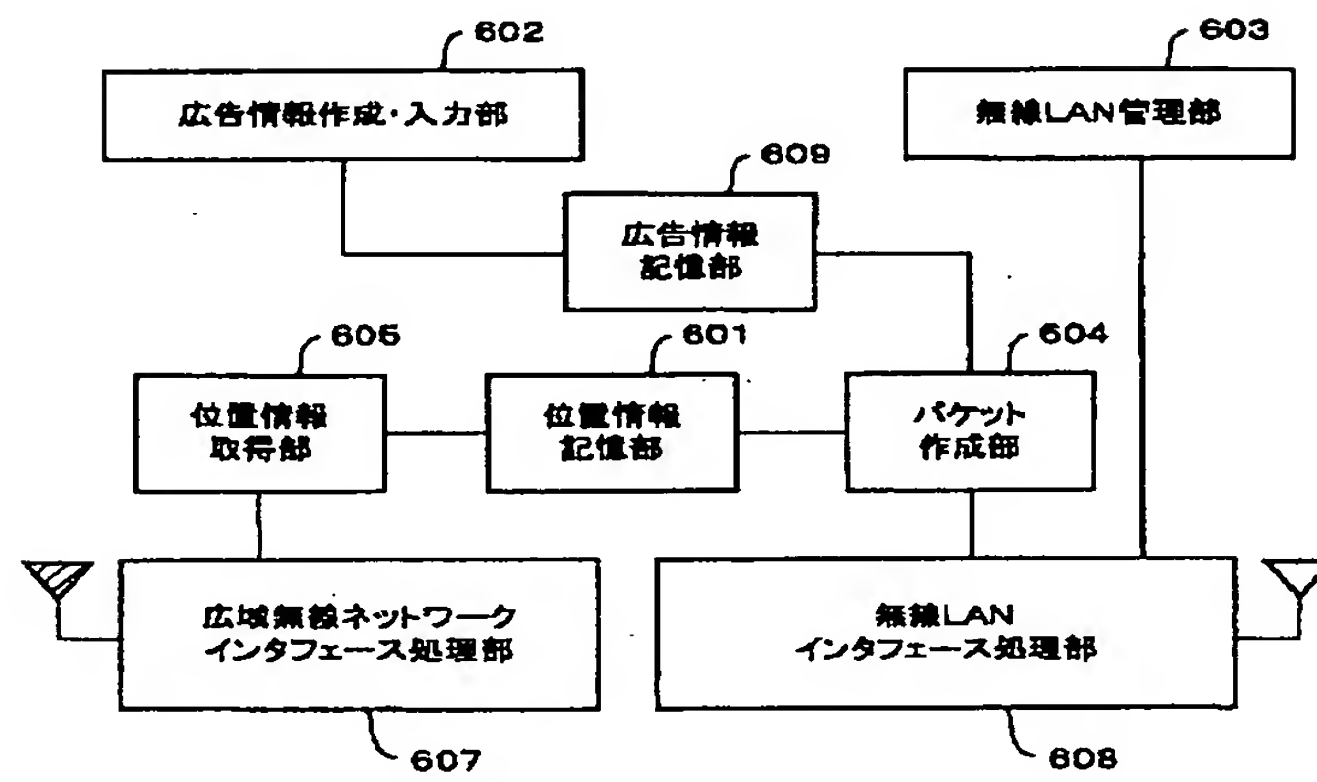 602
広告情報作成・入力部
603
無線LAN管理部
609
広告情報
記憶部
605
位置情報
取得部
601
位置情報
記憶部
604
パケット
作成部
広域無線ネットワーク
インタフェース処理部
607
無線LAN
インタフェース処理部
608